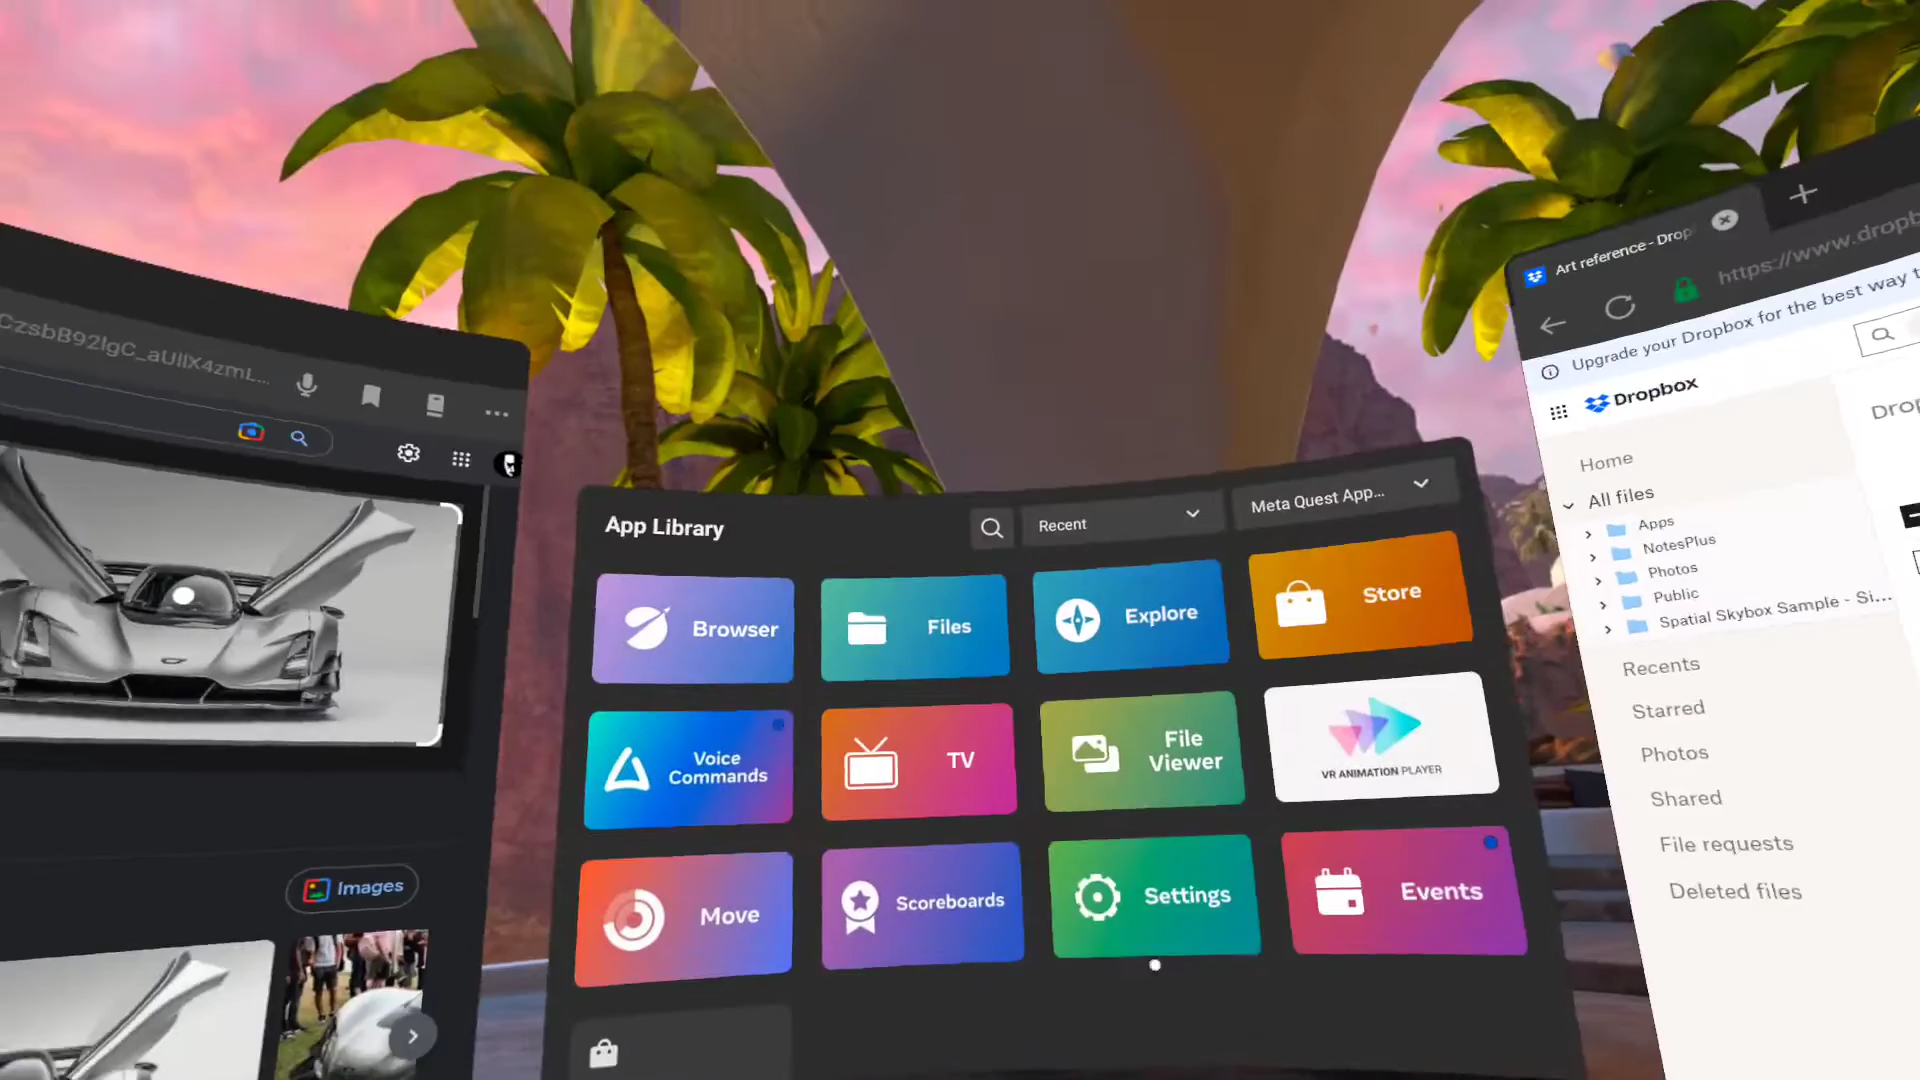 CzsbB92lgC_aUllX4zmL...
Images
App Library
Recent
Meta Quest App...
Browser
Files
Explore
Store
Voice
Commands
TV
File
Viewer
VR ANIMATION PLAYER
Move
Scoreboards
Settings
Events
Art reference - Drop
https://www.dropb
Upgrade your Dropbox for the best way t
Dropbox
Drop
Home
All files
Apps
NotesPlus
Photos
Public
Spatial Skybox Sample - Si...
Recents
Starred
Photos
Shared
File requests
Deleted files